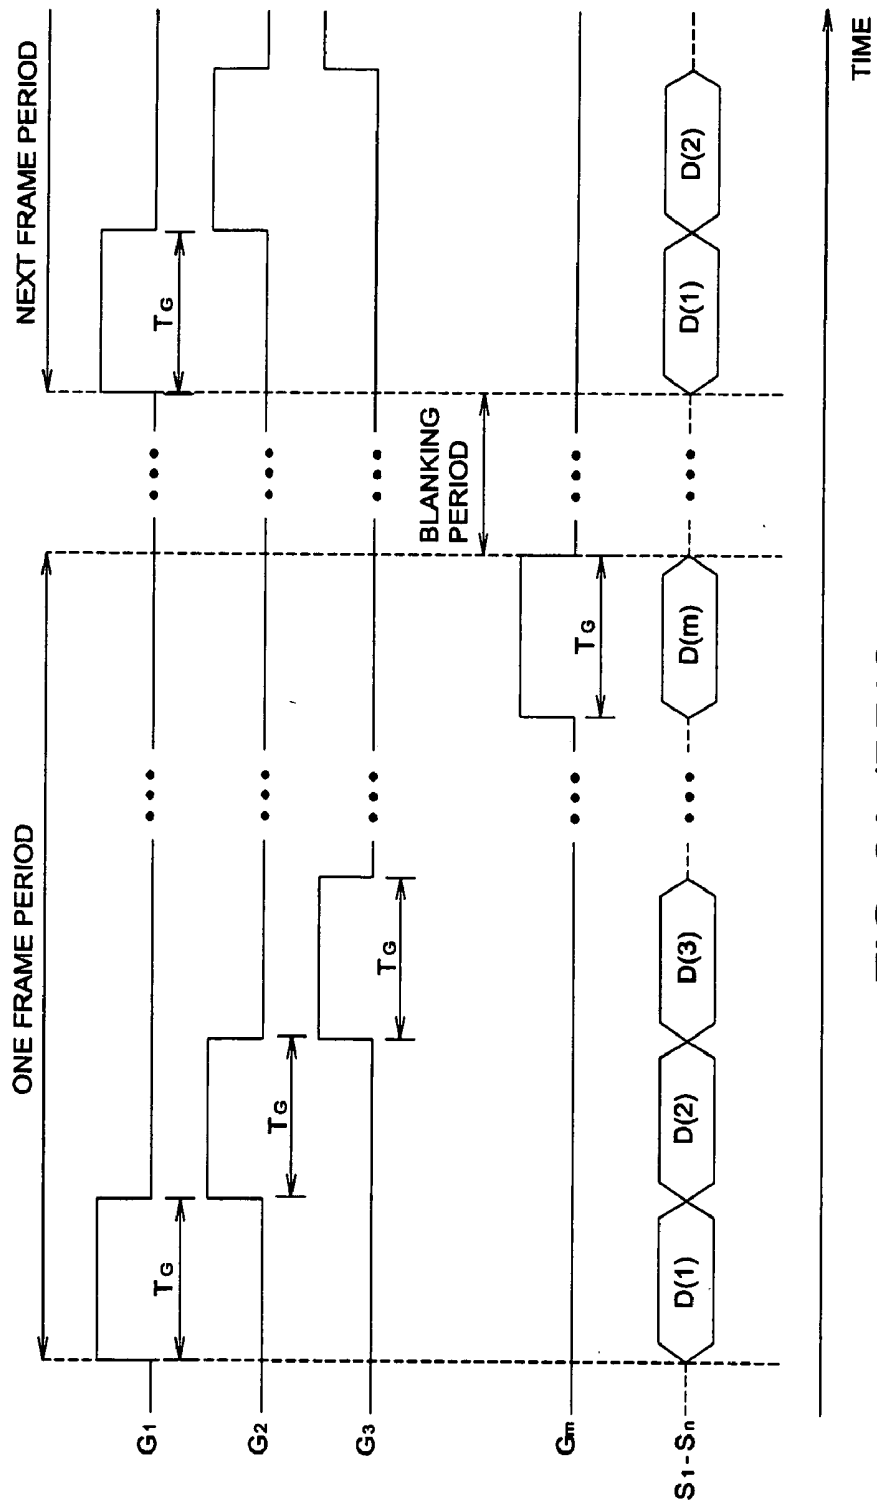 ONE FRAME PERIOD
NEXT FRAME PERIOD
G1
TG
TG
G2
TG
G3
TG
BLANKING PERIOD
Gm
TG
S1 - Sn
D(1)
D(2)
D(3)
D(m)
D(1)
D(2)
TIME